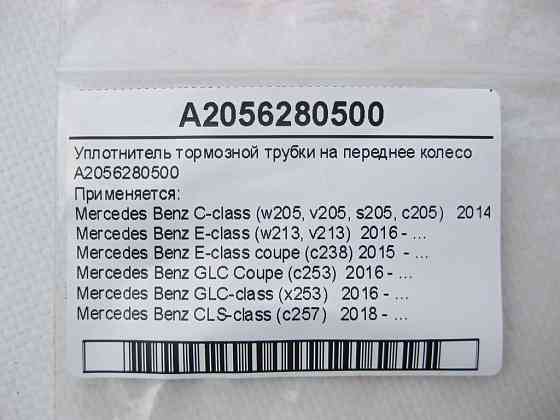 A2056280500
Уплотнитель тормозной трубки на переднее колесо
A2056280500
Применяется:
Mercedes Benz C-class (w205, v205, s205, c205) 2014
Mercedes Benz E-class (w213, v213) 2016 - ...
Mercedes Benz E-class coupe (c238) 2015 - ...
Mercedes Benz GLC Coupe (c253) 2016 - ...
Mercedes Benz GLC-class (x253) 2016 - ...
Mercedes Benz CLS-class (c257) 2018 - ...